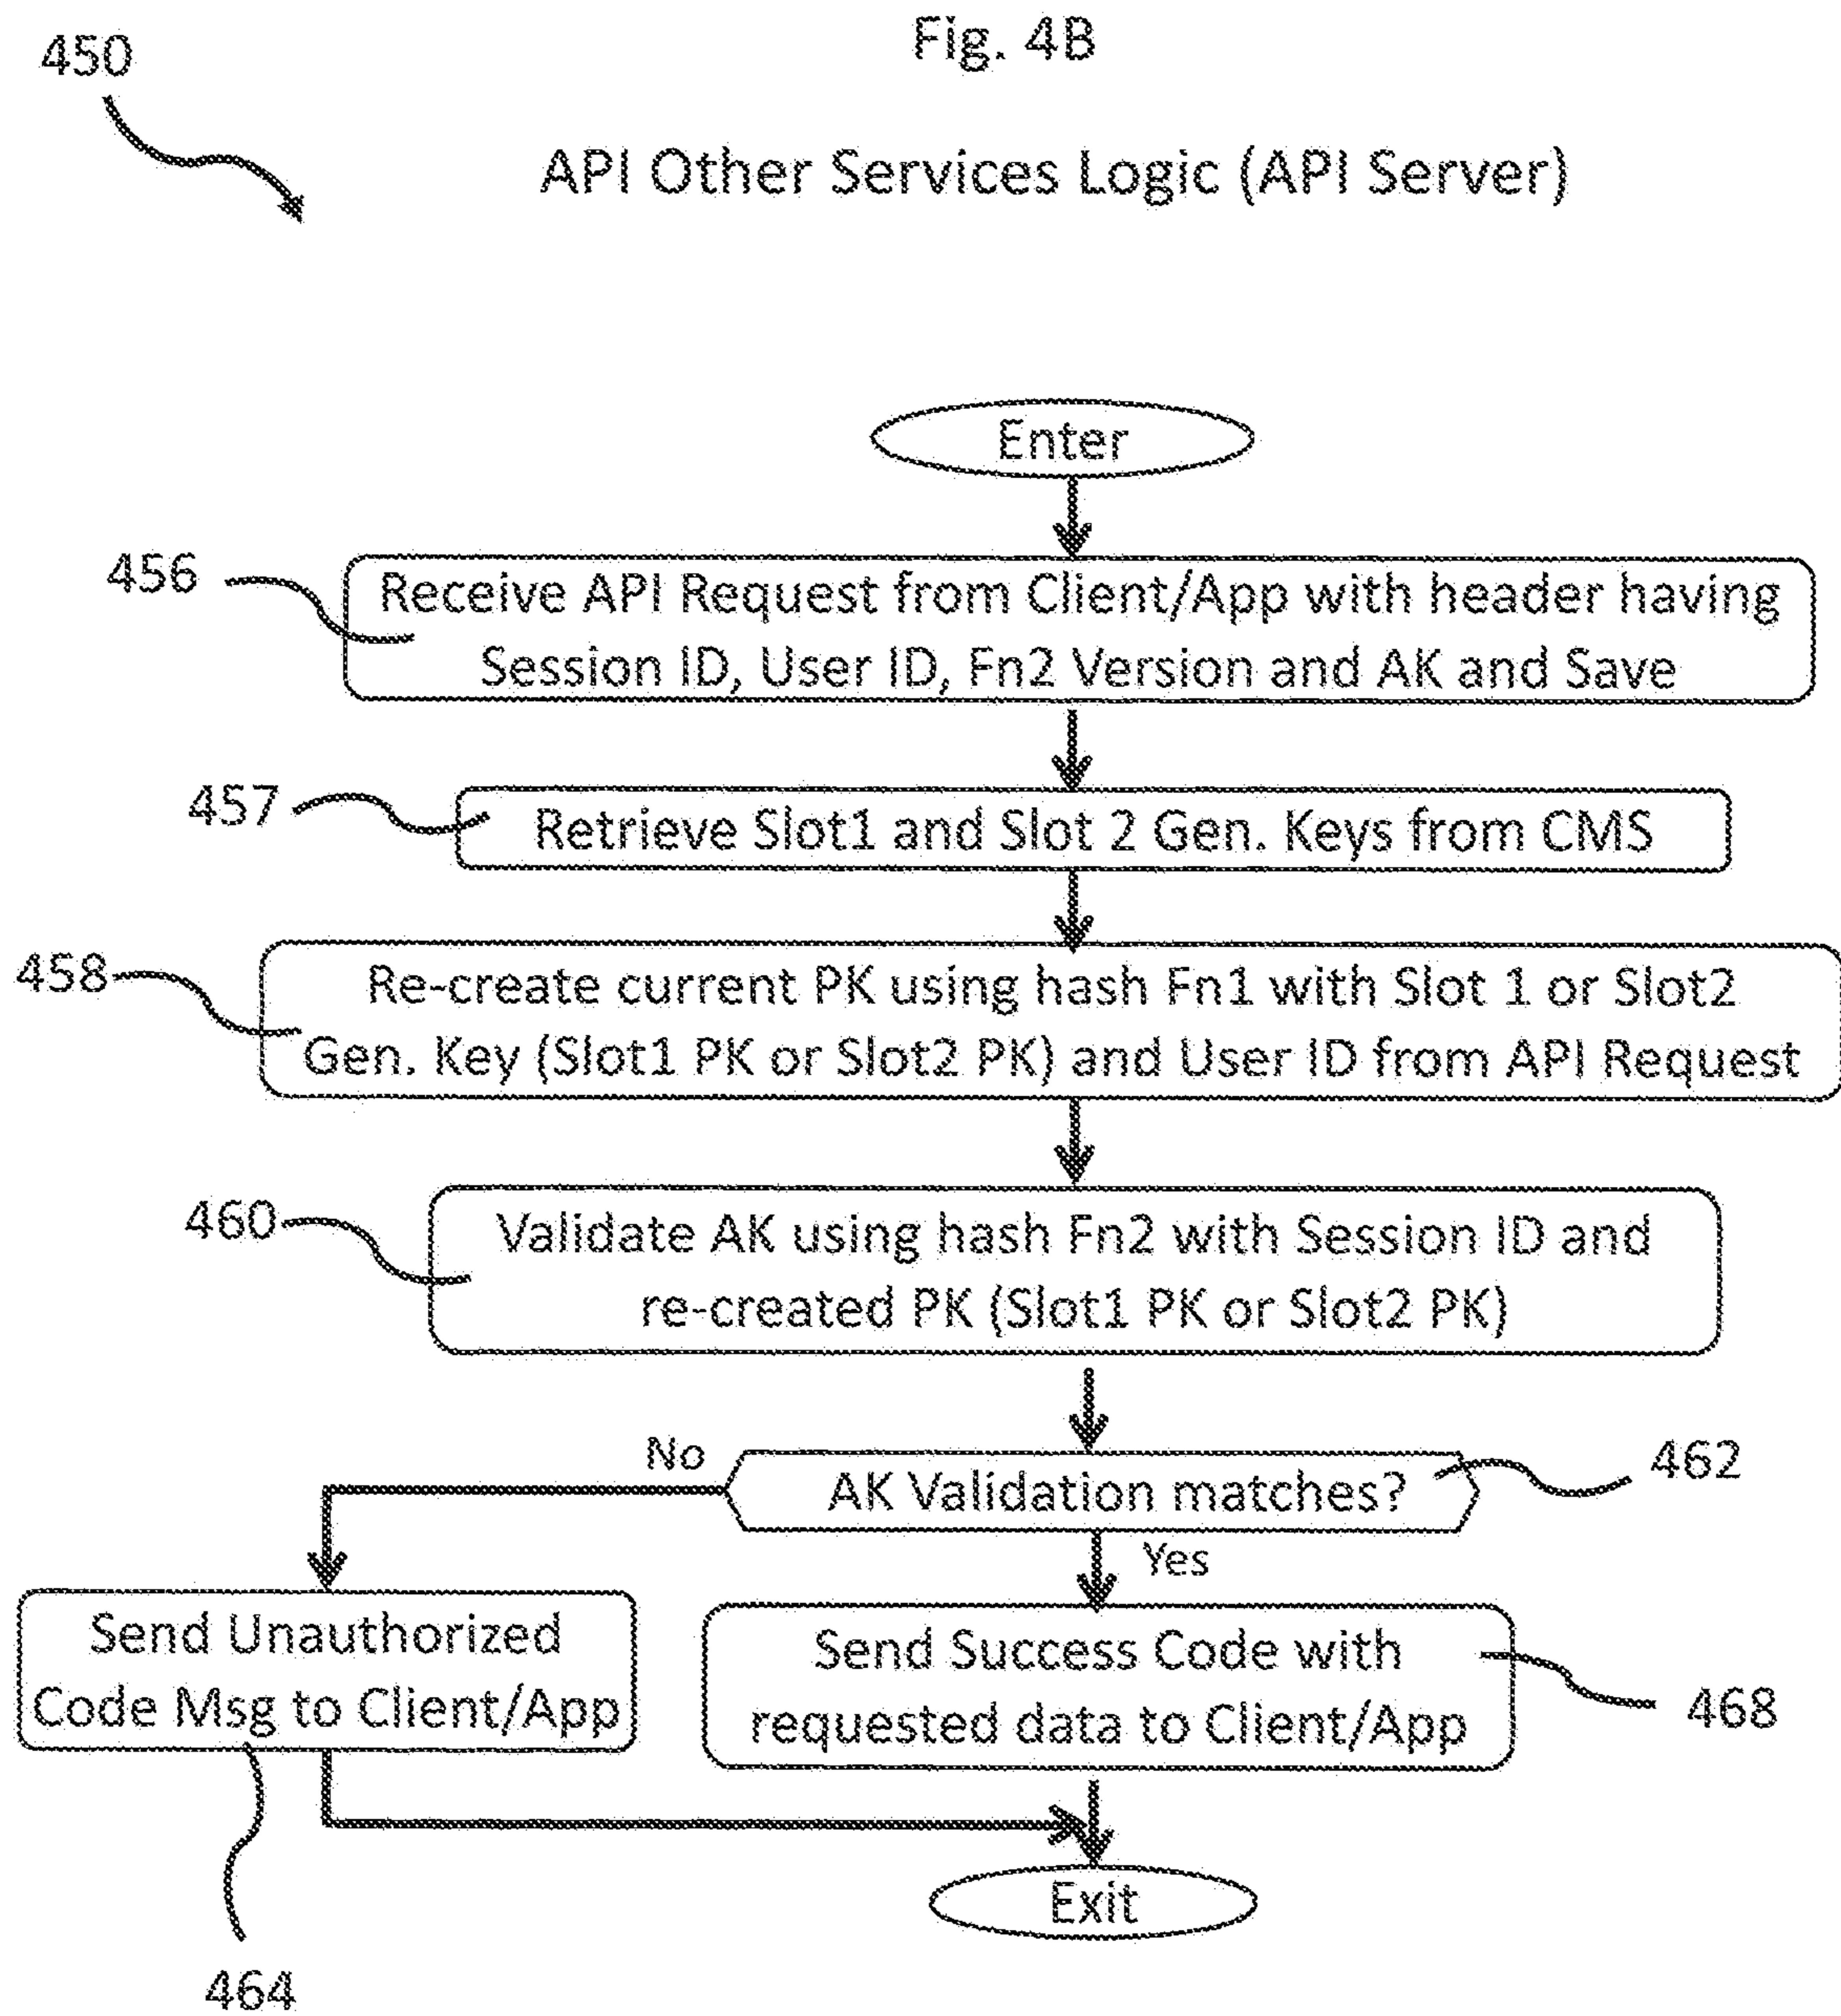 Fig. 4B
450
API Other Services Logic (API Server)
Enter
456
Receive API Request from Client/App with header having
Session ID, User ID, Fn2 Version and AK and Save
457
Retrieve Slot1 and Slot 2 Gen. Keys from CMS
458
Re-create current PK using hash Fn1 with Slot 1 or Slot2
Gen. Key (Slot1 PK or Slot2 PK) and User ID from API Request
460
Validate AK using hash Fn2 with Session ID and
re-created PK (Slot1 PK or Slot2 PK)
No
AK Validation matches?
462
Yes
Send Unauthorized
Code Msg to Client/App
Send Success Code with
requested data to Client/App
468
Exit
464